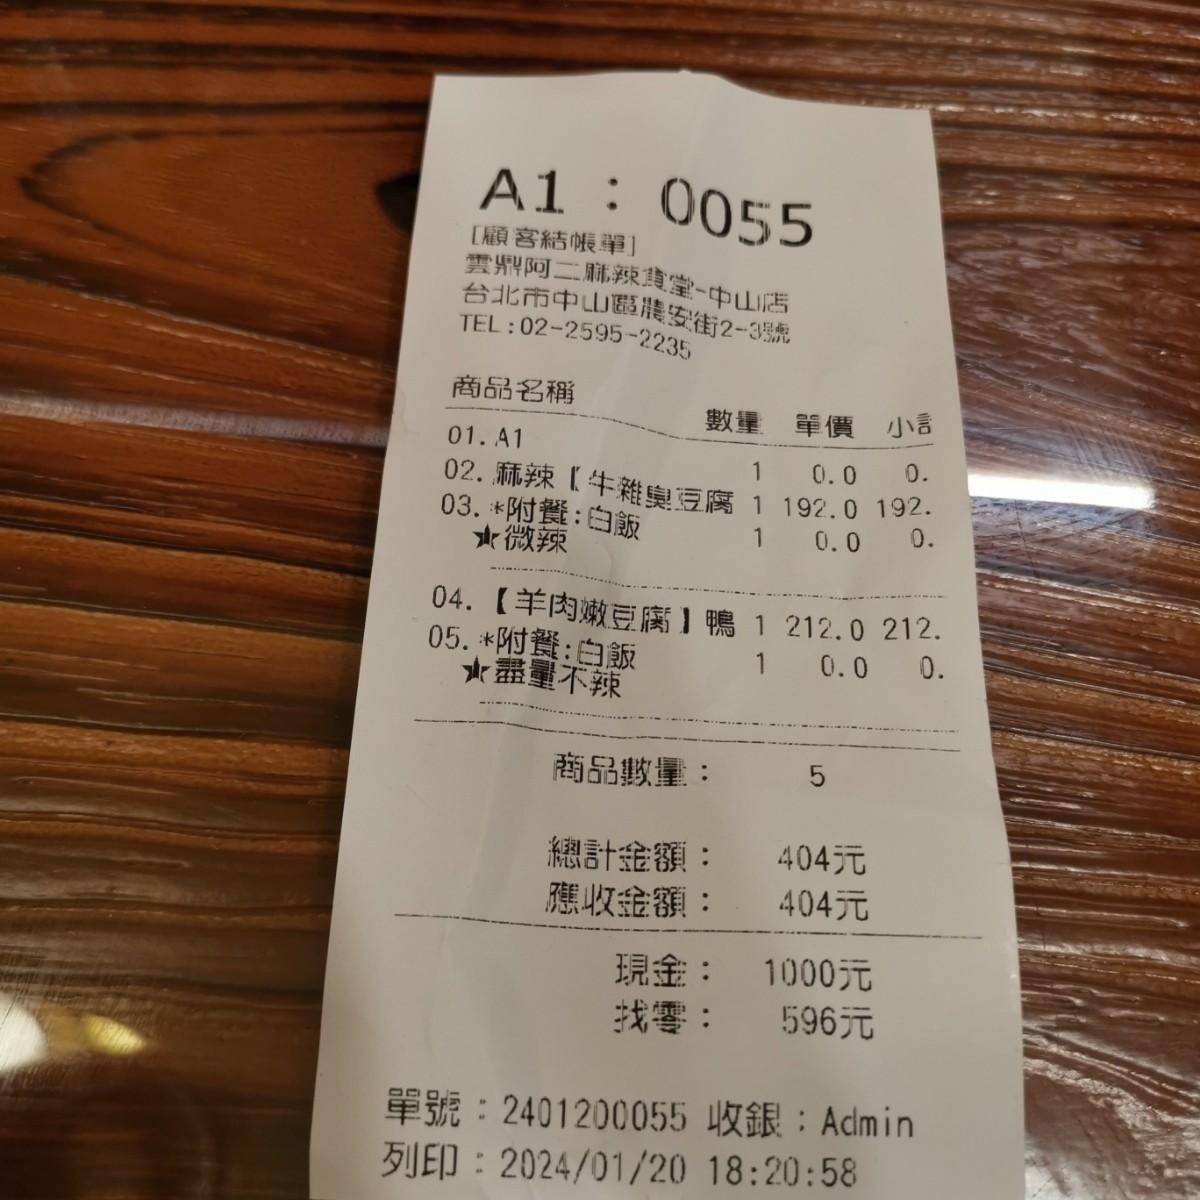 A1 : 0055
[顧客結帳單]
雲鼎阿二麻辣食堂-中山店
台北市中山區農安街2-3號
TEL:02-2595-2235
商品名稱 數量 單價 小計
01.A1 1 0.0 0.
02.麻辣【牛雜臭豆腐 1 192.0 192.
03.*附餐:白飯 1 0.0 0.
★微辣
04.【羊肉嫩豆腐】鴨 1 212.0 212.
05.*附餐:白飯 1 0.0 0.
★盡量不辣
商品數量: 5
總計金額: 404元
應收金額: 404元
現金: 1000元
找零: 596元
單號:2401200055 收銀:Admin
列印:2024/01/20 18:20:58